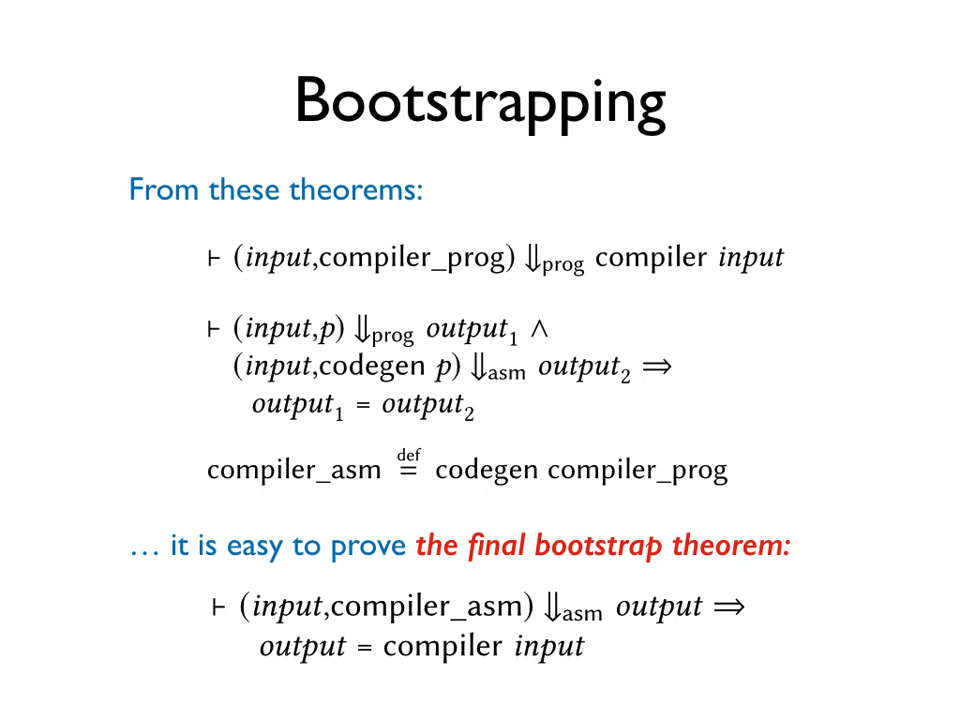 Bootstrapping
From these theorems:
⊢ (input,compiler_prog) ⇓prog compiler input
⊢ (input,p) ⇓prog output₁ ∧
(input,codegen p) ⇓asm output₂ ⇒
output₁ = output₂
compiler_asm def= codegen compiler_prog
… it is easy to prove the final bootstrap theorem:
⊢ (input,compiler_asm) ⇓asm output ⇒
output = compiler input